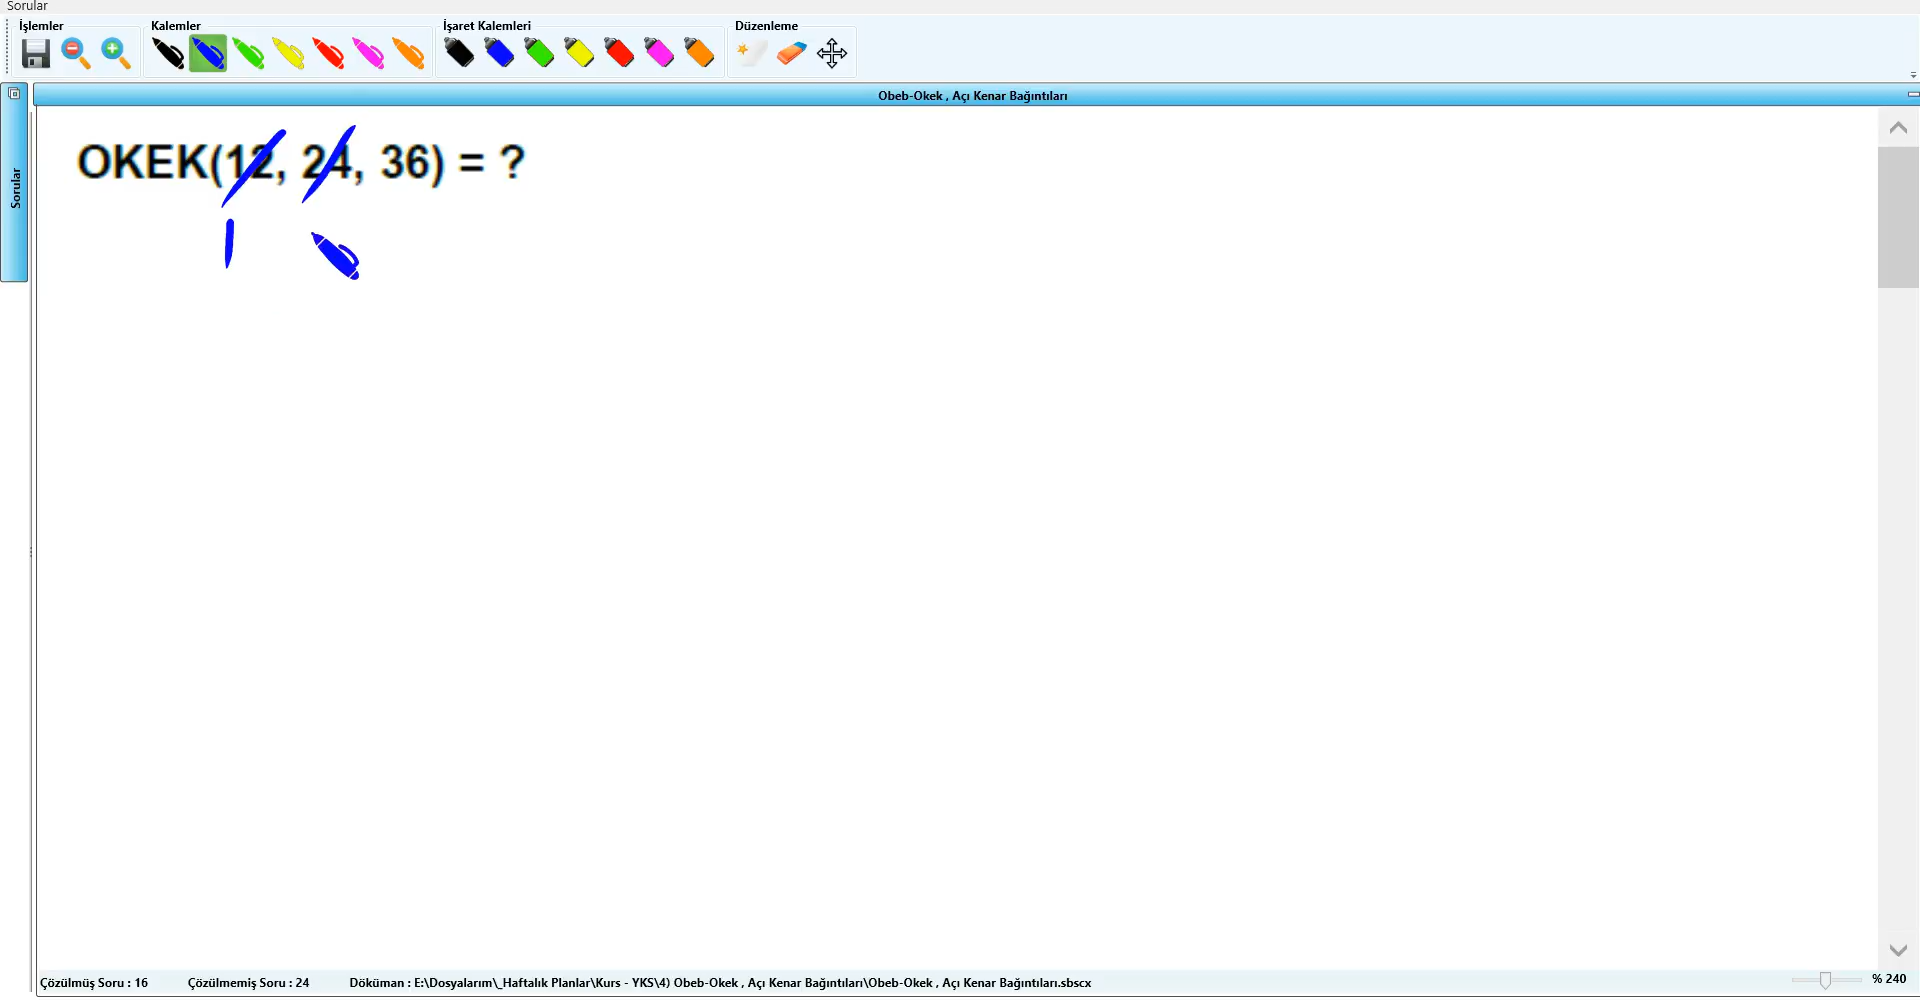 Sorular
İşlemler
Kalemler
İşaret Kalemleri
Düzenleme
Sorular
Obeb-Okek , Açı Kenar Bağıntıları
OKEK(12, 24, 36) = ?
1
Çözülmüş Soru : 16
Çözülmemiş Soru : 24
Döküman : E:\Dosyalarım\_Haftalık Planlar\Kurs - YKS\4) Obeb-Okek , Açı Kenar Bağıntıları\Obeb-Okek , Açı Kenar Bağıntıları.sbscx
% 240